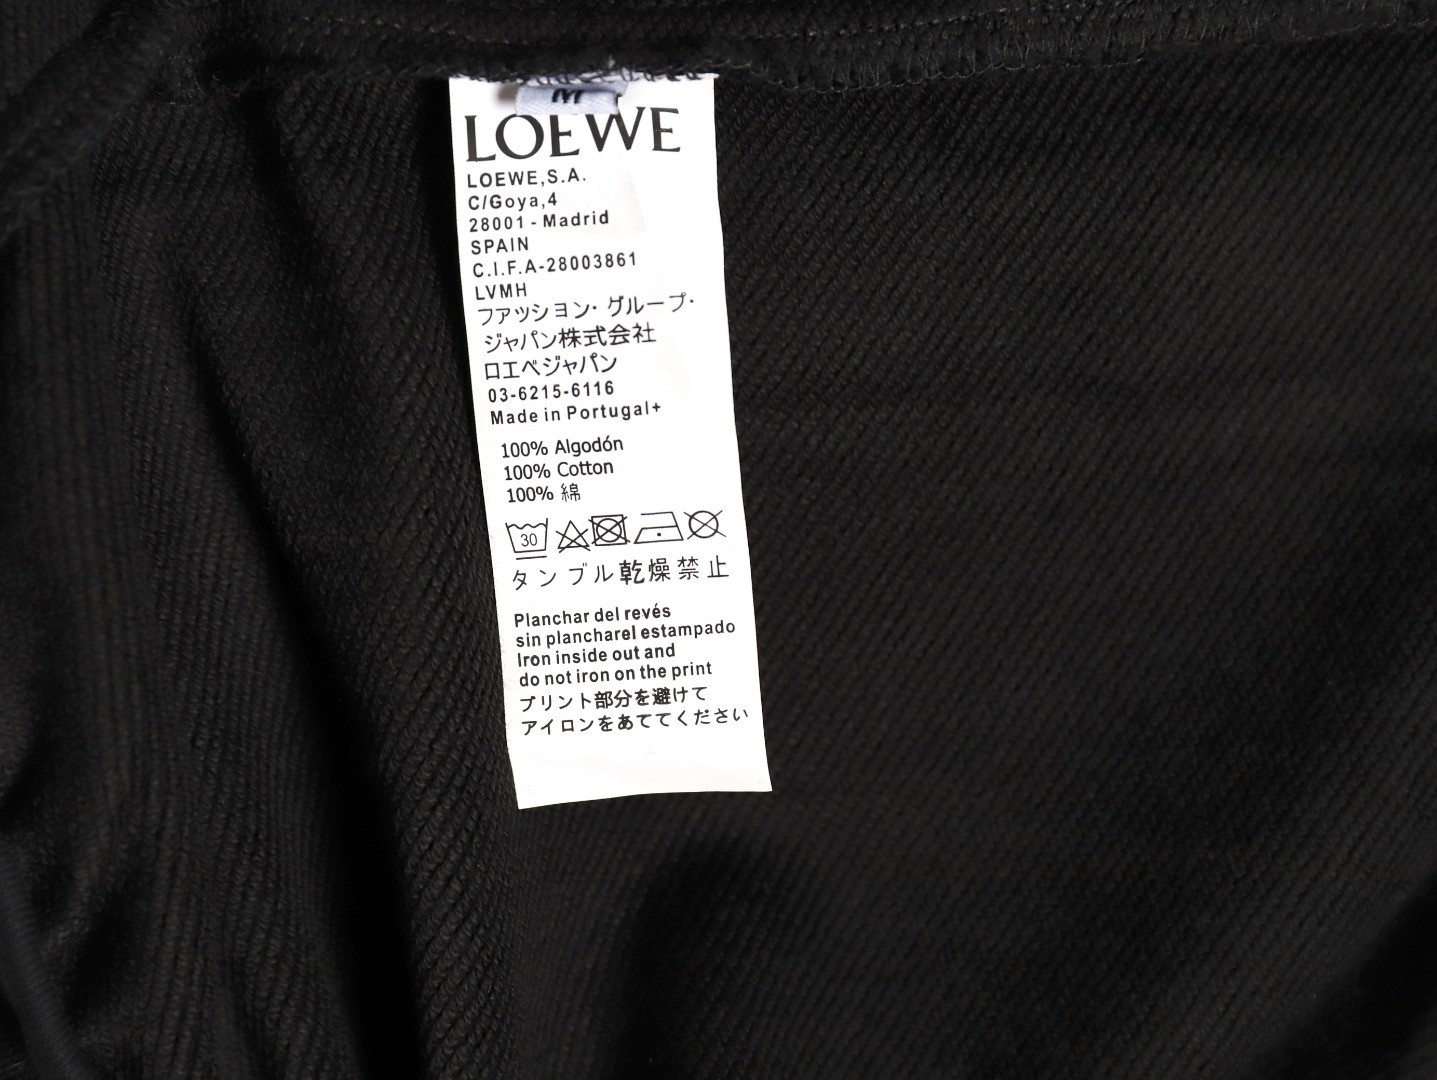 M
LOEWE
LOEWE,S.A.
C/Goya,4
28001 - Madrid
SPAIN
C.I.F.A-28003861
LVMH
ファツション・グループ・
ジャパン株式会社
ロエベジャパン
03-6215-6116
Made in Portugal+
100% Algodón
100% Cotton
100% 綿
30
タンブル乾燥禁止
Planchar del revés
sin plancharel estampado
Iron inside out and
do not iron on the print
プリント部分を避けて
アイロンをあててください